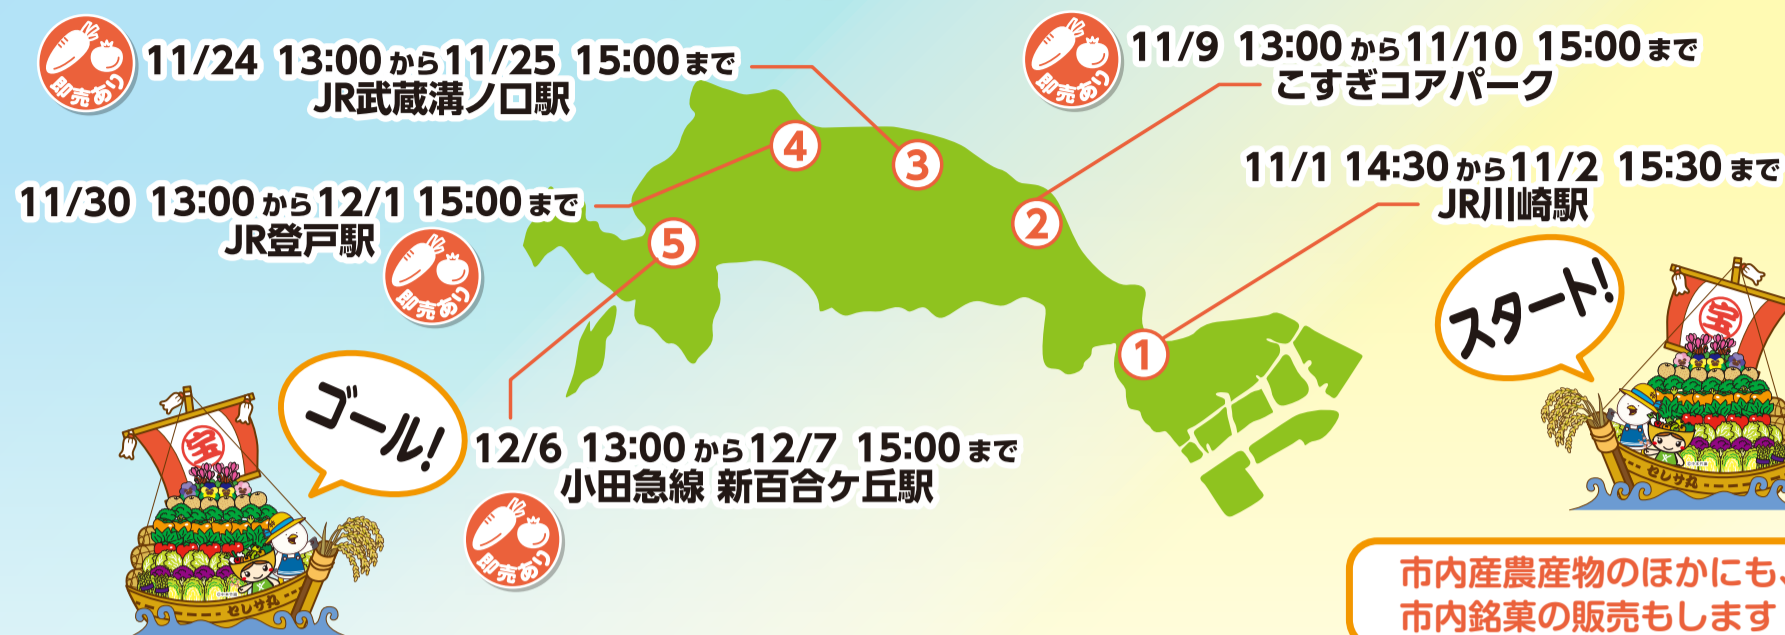 即売あり
11/24 13:00から11/25 15:00まで
JR武蔵溝ノ口駅
即売あり
11/9 13:00から11/10 15:00まで
こすぎコアパーク
11/1 14:30から11/2 15:30まで
JR川崎駅
11/30 13:00から12/1 15:00まで
JR登戸駅
即売あり
4
3
2
5
1
スタート!
宝
セレサ丸
ゴール!
宝
セレサ丸
12/6 13:00から12/7 15:00まで
小田急線 新百合ケ丘駅
即売あり
市内産農産物のほかにも、
市内銘菓の販売もします